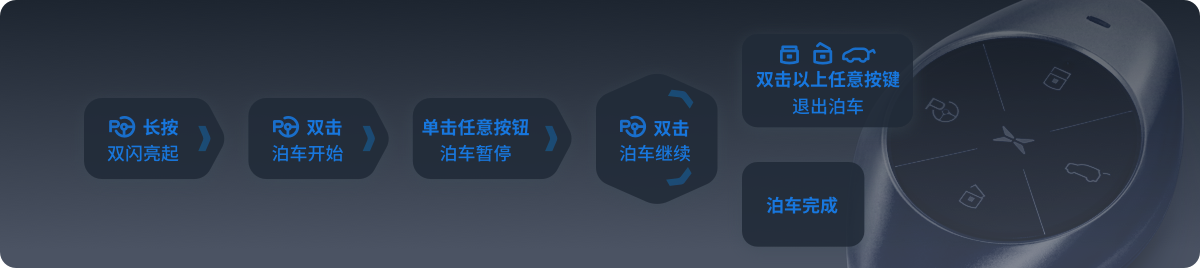 长按
双闪亮起
双击
泊车开始
单击任意按钮
泊车暂停
双击
泊车继续
双击以上任意按键
退出泊车
泊车完成